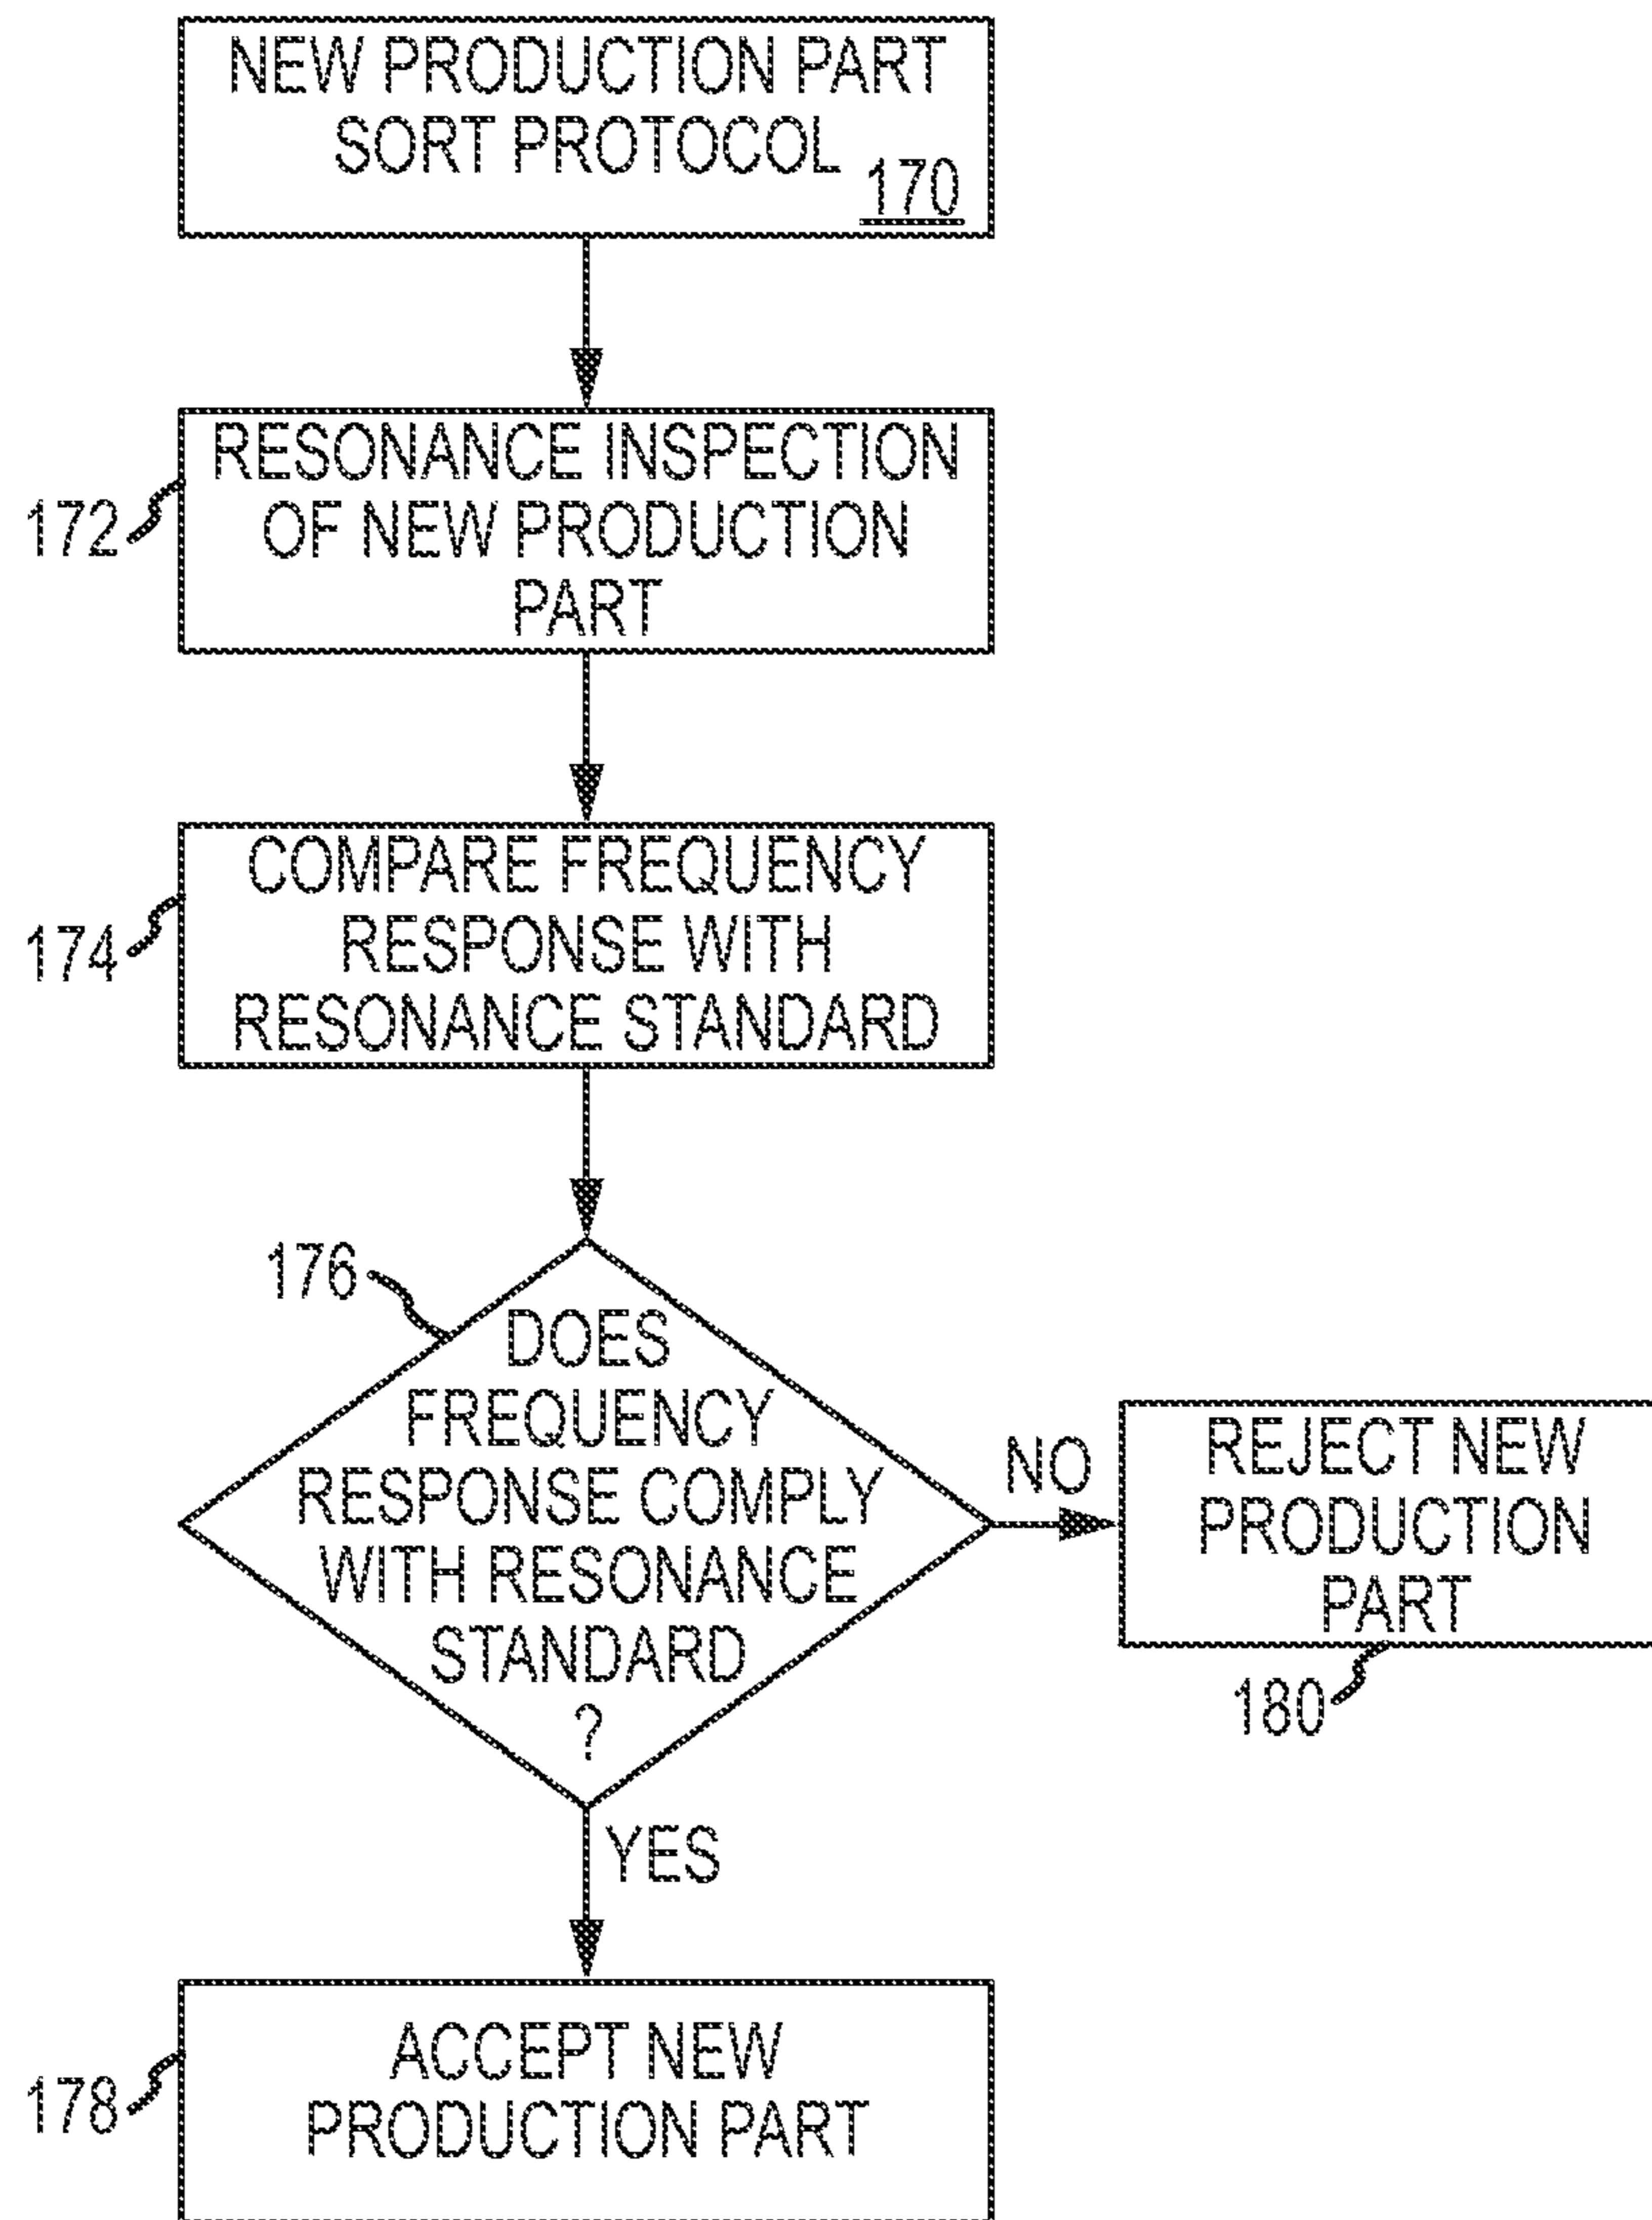 NEW PRODUCTION PART
SORT PROTOCOL
170
RESONANCE INSPECTION
OF NEW PRODUCTION
PART
172
COMPARE FREQUENCY
RESPONSE WITH
RESONANCE STANDARD
174
176
DOES
FREQUENCY
RESPONSE COMPLY
WITH RESONANCE
STANDARD
?
NO
REJECT NEW
PRODUCTION
PART
180
YES
ACCEPT NEW
PRODUCTION PART
178